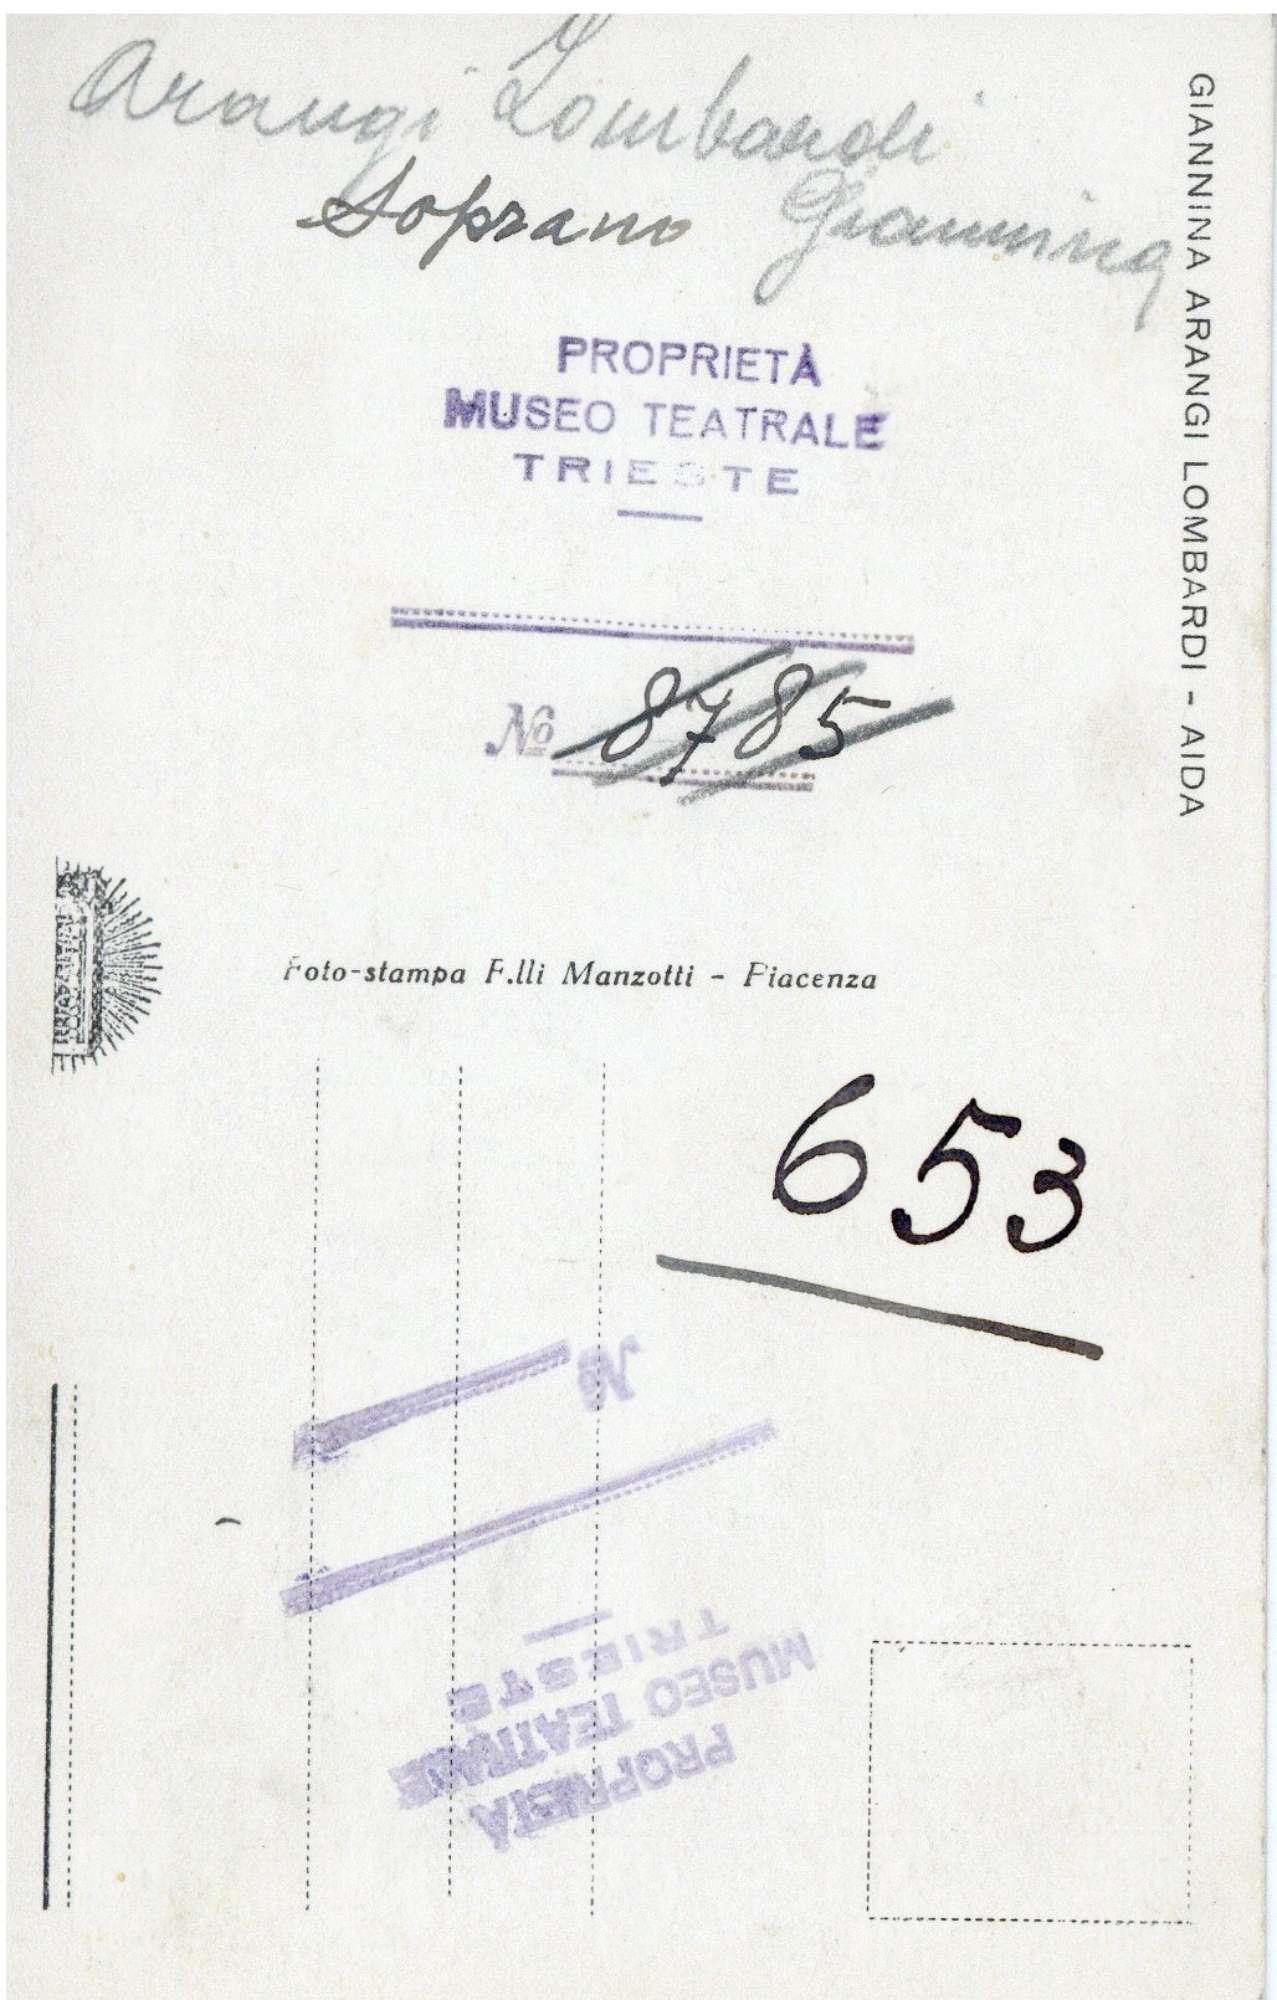 Arangi Lombardi
Soprano Giannina
PROPRIETÀ
MUSEO TEATRALE
TRIESTE
No 8785
GIANNINA ARANGI LOMBARDI - AIDA
Foto-stampa F.lli Manzotti - Piacenza
653
No
PROPRIETÀ
MUSEO TEATRALE
TRIESTE